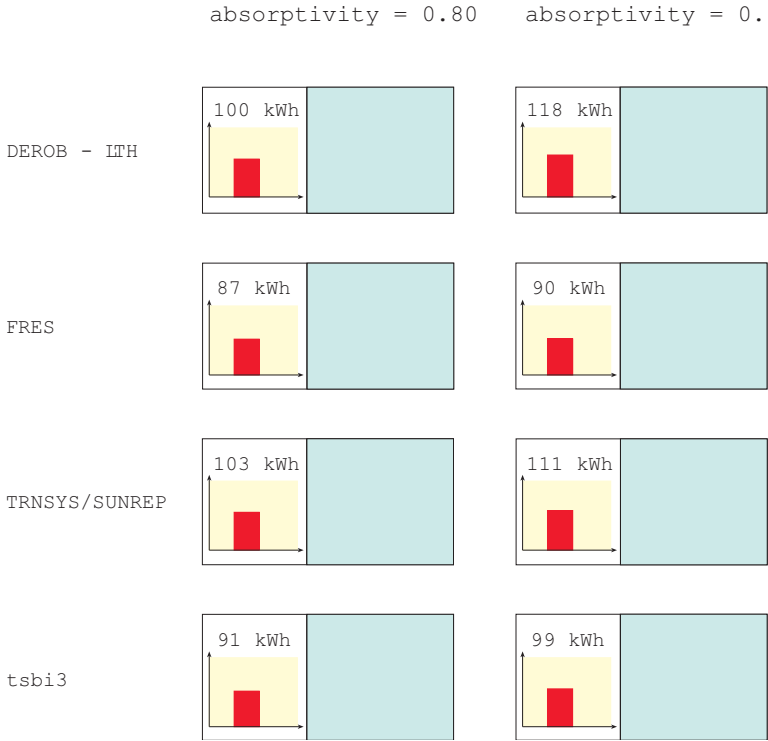 absorptivity = 0.80 absorptivity = 0.
100 kWh 118 kWh
DEROB - LTH
87 kWh 90 kWh
FRES
103 kWh 111 kWh
TRNSYS/SUNREP
91 kWh 99 kWh
tsbi3